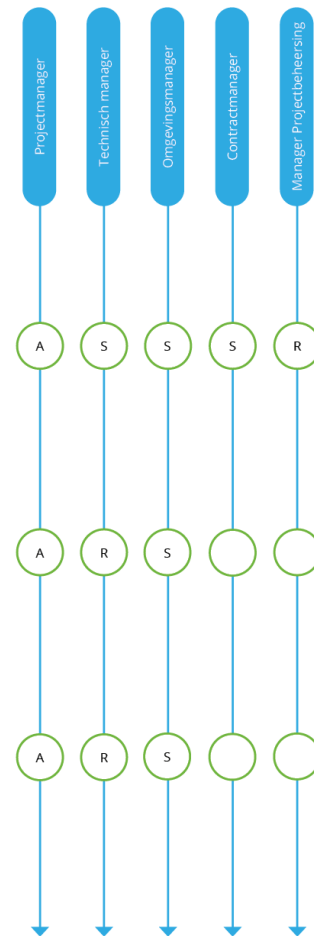 Projectmanager
Technisch manager
Omgevingsmanager
Contractmanager
Manager Projectbeheersing
A S S S R
A R S
A R S